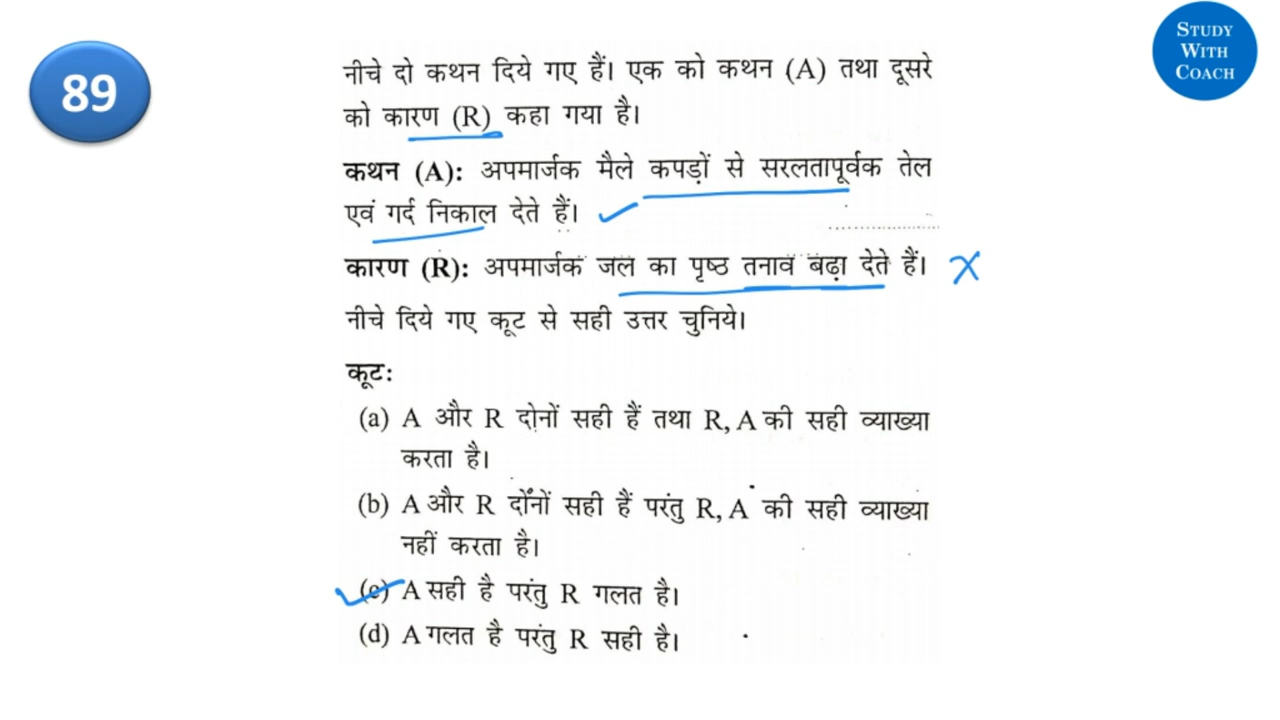 89
STUDY
WITH
COACH
नीचे दो कथन दिये गए हैं। एक को कथन (A) तथा दूसरे
को कारण (R) कहा गया है।
कथन (A): अपमार्जक मैले कपड़ों से सरलतापूर्वक तेल
एवं गर्द निकाल देते हैं।
कारण (R): अपमार्जक जल का पृष्ठ तनाव बढ़ा देते हैं।
नीचे दिये गए कूट से सही उत्तर चुनिये।
कूट:
(a) A और R दोनों सही हैं तथा R, A की सही व्याख्या
करता है।
(b) A और R दोनों सही हैं परंतु R, A की सही व्याख्या
नहीं करता है।
(c) A सही है परंतु R गलत है।
(d) A गलत है परंतु R सही है।